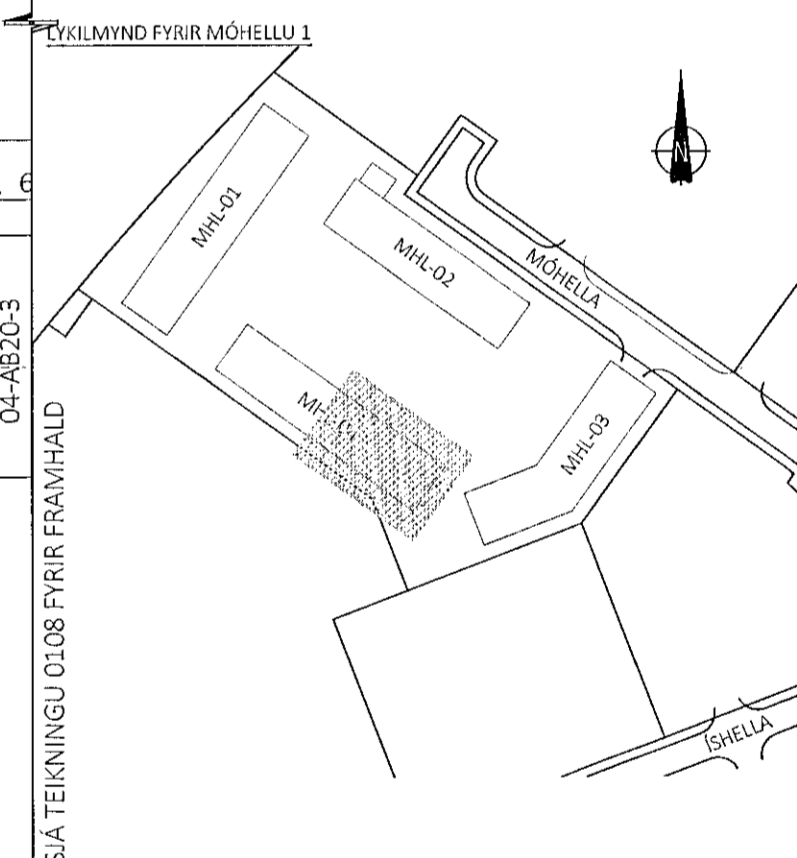 LYKILMYND FYRIR MÓHELLU 1
N
6
MHL-01
MHL-02
MÓHELLA
04-AB20-3
MHL-03
SJÁ TEIKNINGU 0108 FYRIR FRAMHALD
ÍSHELLA